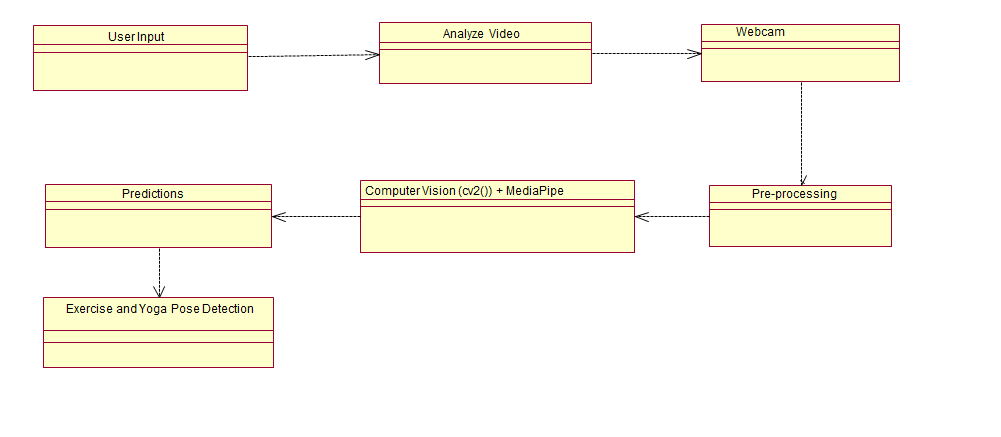 User Input
Analyze Video
Webcam
Pre-processing
Computer Vision (cv2()) + MediaPipe
Predictions
Exercise and Yoga Pose Detection